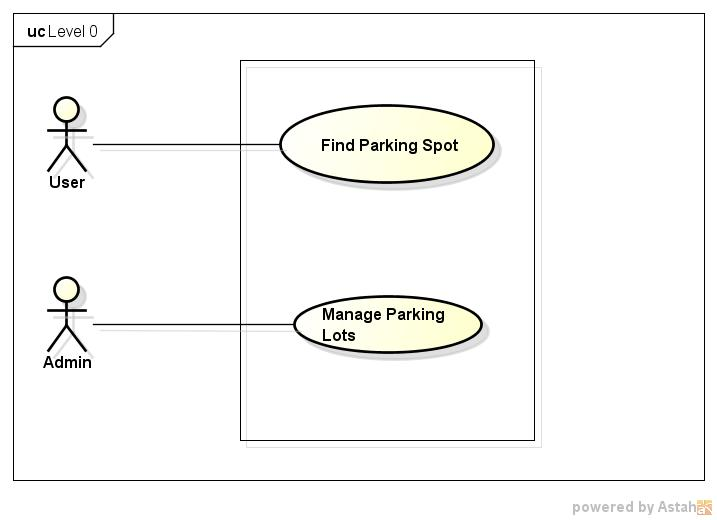 uc Level 0
Find Parking Spot
User
Manage Parking
Lots
Admin
powered by Astah